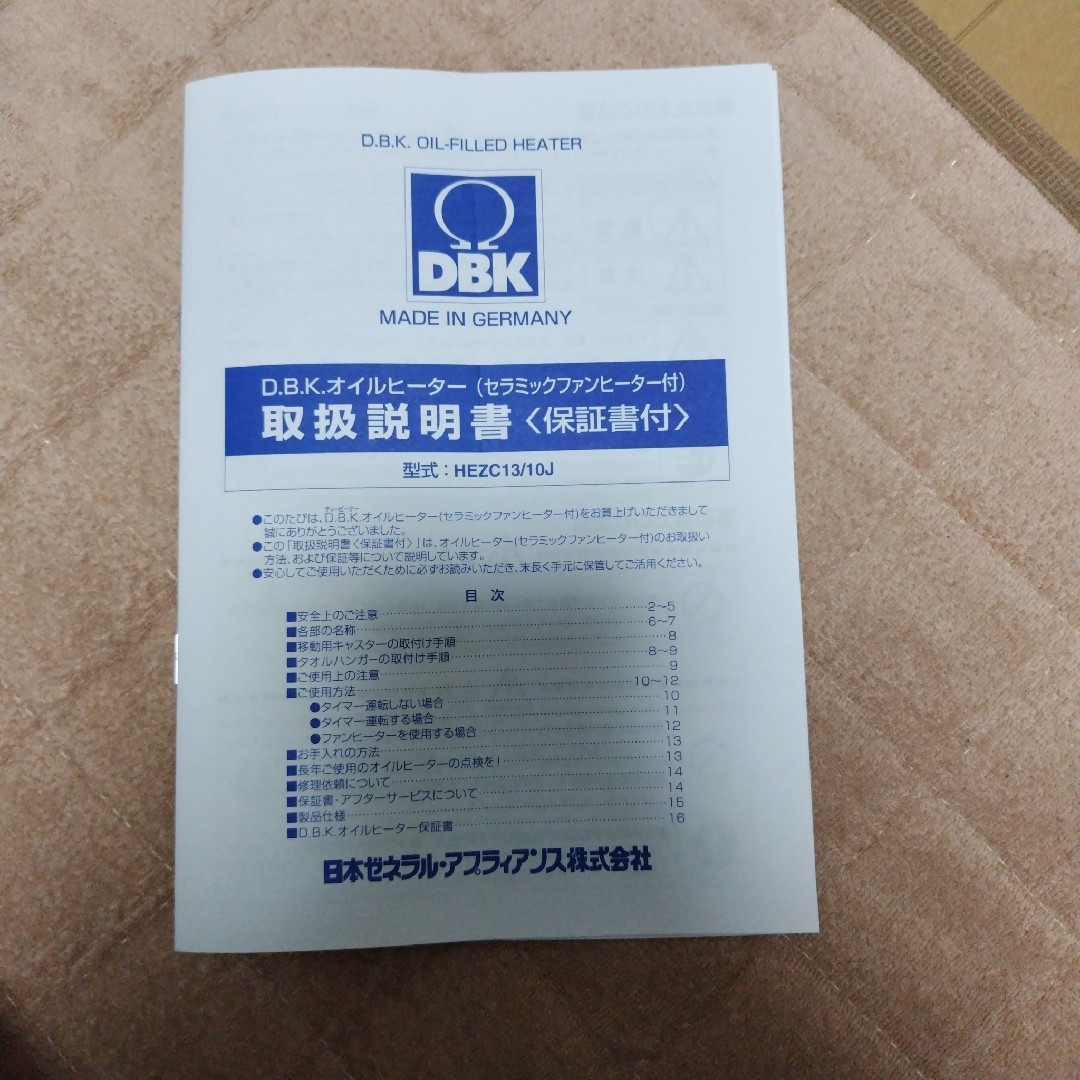 D.B.K. OIL-FILLED HEATER
DBK
MADE IN GERMANY
D.B.K.オイルヒーター（セラミックファンヒーター付）
取扱説明書〈保証書付〉
型式：HEZC13/10J
●このたびは、D.B.K.オイルヒーター(セラミックファンヒーター付)をお買上げいただきまして
誠にありがとうございました。
●この「取扱説明書〈保証書付〉」は、オイルヒーター(セラミックファンヒーター付)のお取扱い
方法、および保証等について説明しています。
●安心してご使用いただくために必ずお読みいただき、末長く手元に保管してご活用ください。
目 次
■安全上のご注意……2〜5
■各部の名称……6〜7
■移動用キャスターの取付け手順……8
■タオルハンガーの取付け手順……8〜9
■ご使用上の注意……9
■ご使用方法……10〜12
●タイマー運転しない場合……10
●タイマー運転する場合……11
●ファンヒーターを使用する場合……12
■お手入れの方法……13
■長年ご使用のオイルヒーターの点検を!……13
■修理依頼について……14
■保証書・アフターサービスについて……14
■製品仕様……15
■D.B.K.オイルヒーター保証書……16
日本ゼネラル・アプライアンス株式会社